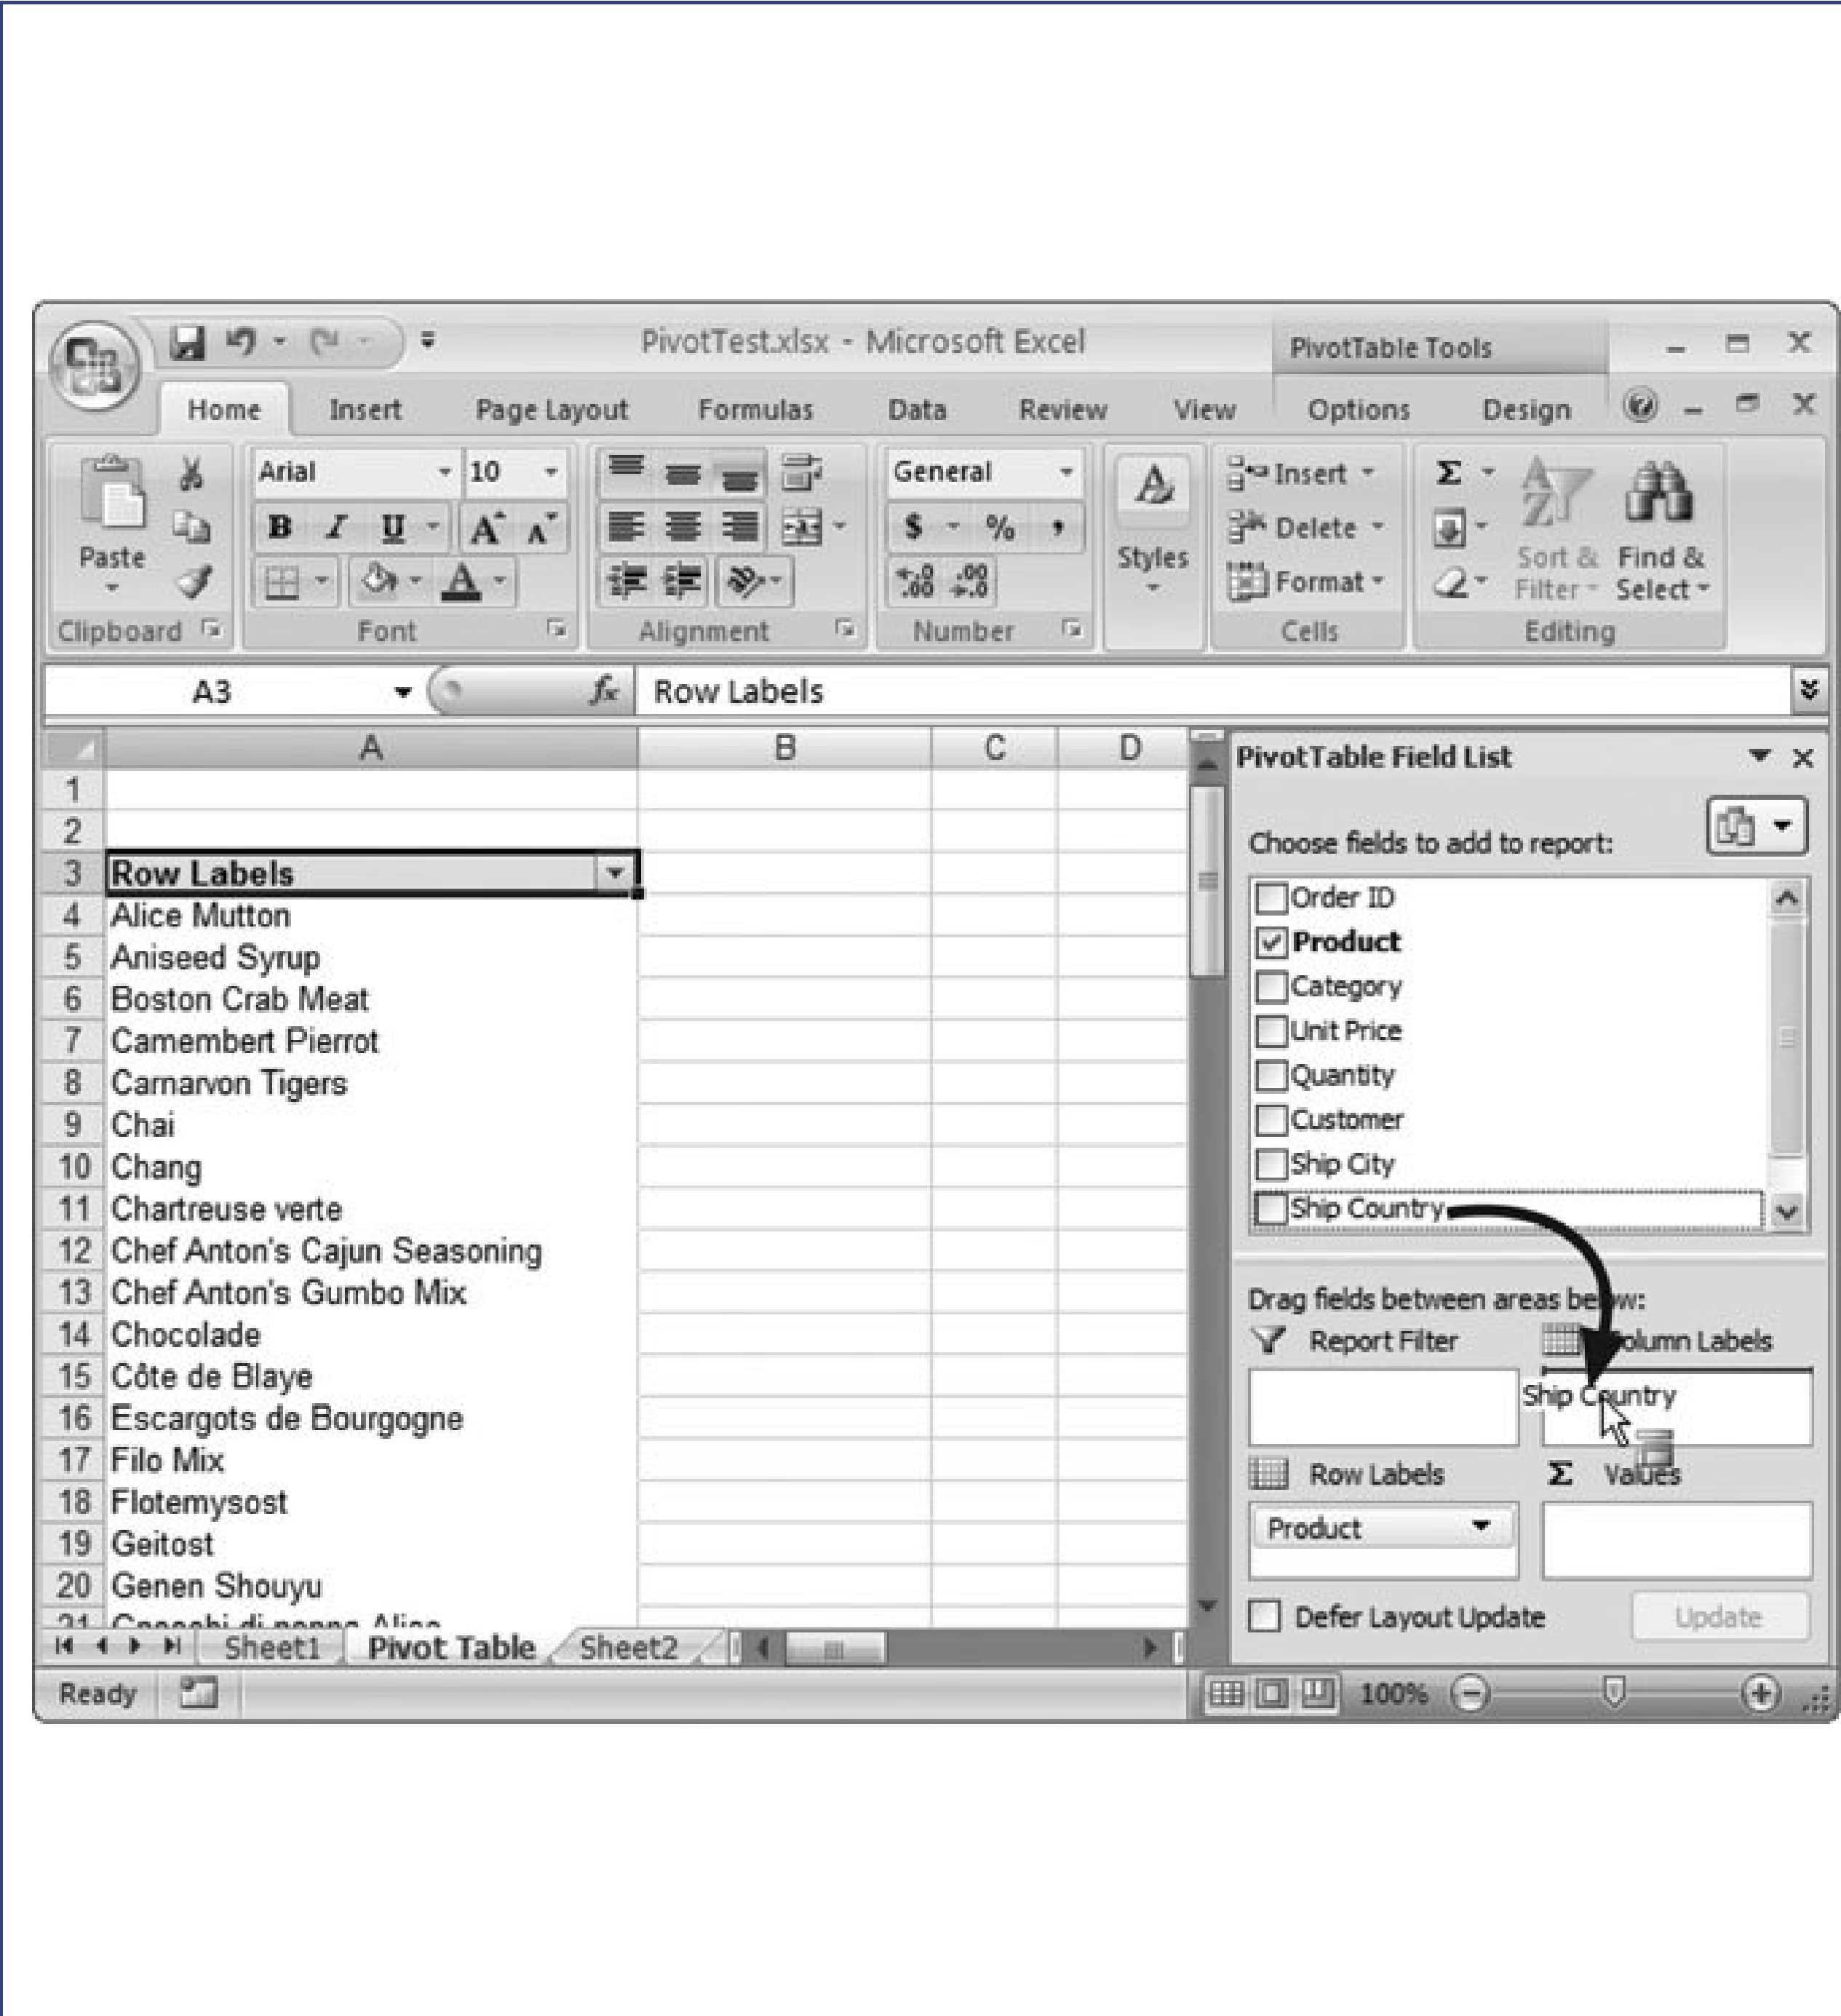 PivotTest.xlsx - Microsoft Excel
PivotTable Tools
Home Insert Page Layout Formulas Data Review View Options Design
Paste
Clipboard
Arial 10
B I U A A
A
Font
Alignment
General
$ % ,
.0 .00
.00 .0
Number
A
Styles
Insert
Delete
Format
Cells
Σ
A
Z
Sort &
Filter
Find &
Select
Editing
A3 fx Row Labels
A B C D
1
2
3 Row Labels
4 Alice Mutton
5 Aniseed Syrup
6 Boston Crab Meat
7 Camembert Pierrot
8 Carnarvon Tigers
9 Chai
10 Chang
11 Chartreuse verte
12 Chef Anton's Cajun Seasoning
13 Chef Anton's Gumbo Mix
14 Chocolade
15 Côte de Blaye
16 Escargots de Bourgogne
17 Filo Mix
18 Flotemysost
19 Geitost
20 Genen Shouyu
21
PivotTable Field List
Choose fields to add to report:
Order ID
Product
Category
Unit Price
Quantity
Customer
Ship City
Ship Country
Drag fields between areas below:
Report Filter
Column Labels
Ship Country
Row Labels
Σ Values
Product
Defer Layout Update Update
Sheet1 Pivot Table Sheet2
Ready
100%